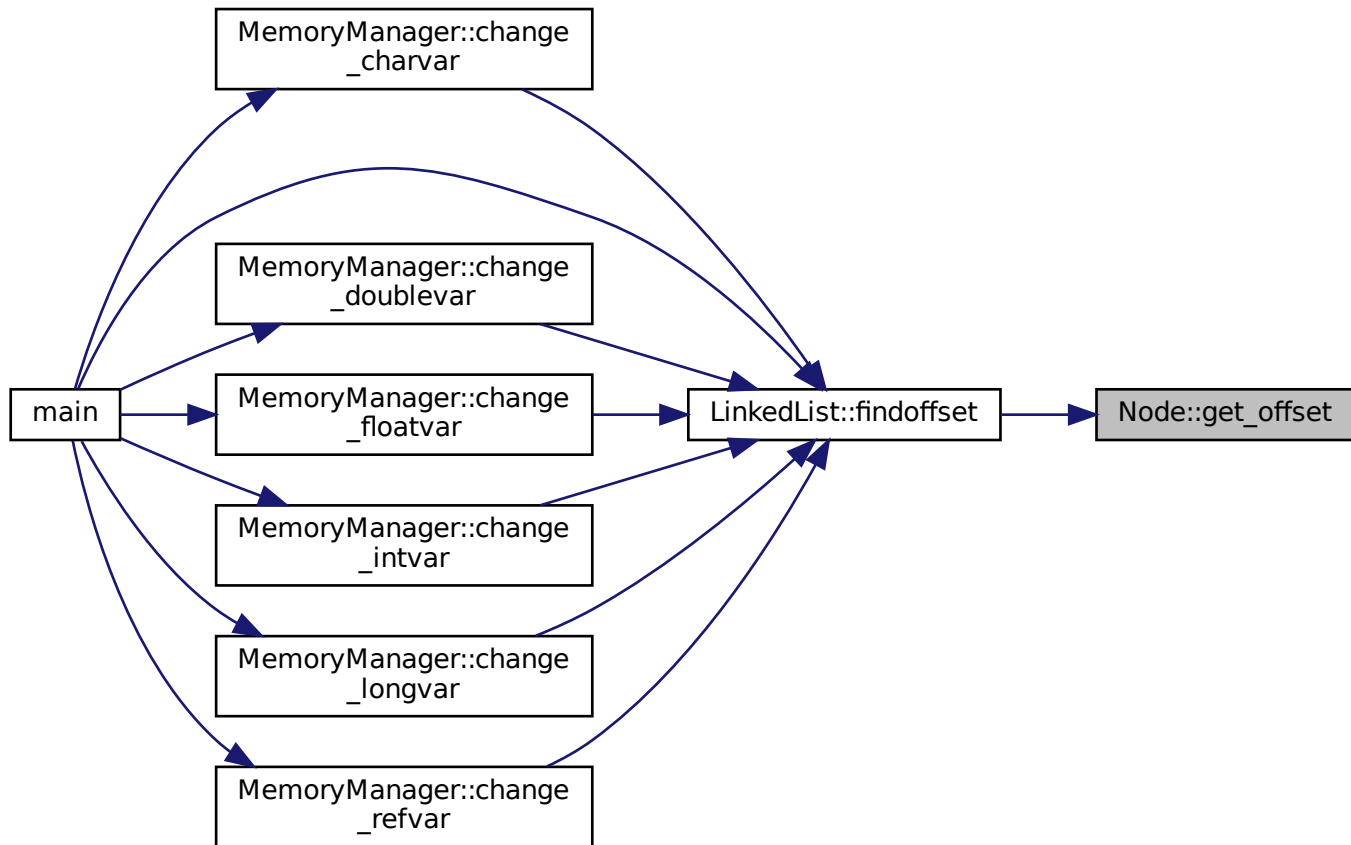 MemoryManager::change
_charvar
MemoryManager::change
_doublevar
main
MemoryManager::change
_floatvar
LinkedList::findoffset
Node::get_offset
MemoryManager::change
_intvar
MemoryManager::change
_longvar
MemoryManager::change
_refvar